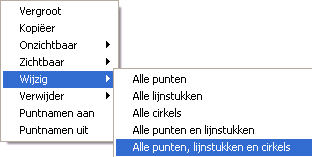 Vergroot
Kopiëer
Onzichtbaar
Zichtbaar
Wijzig
Verwijder
Puntnamen aan
Puntnamen uit
Alle punten
Alle lijnstukken
Alle cirkels
Alle punten en lijnstukken
Alle punten, lijnstukken en cirkels